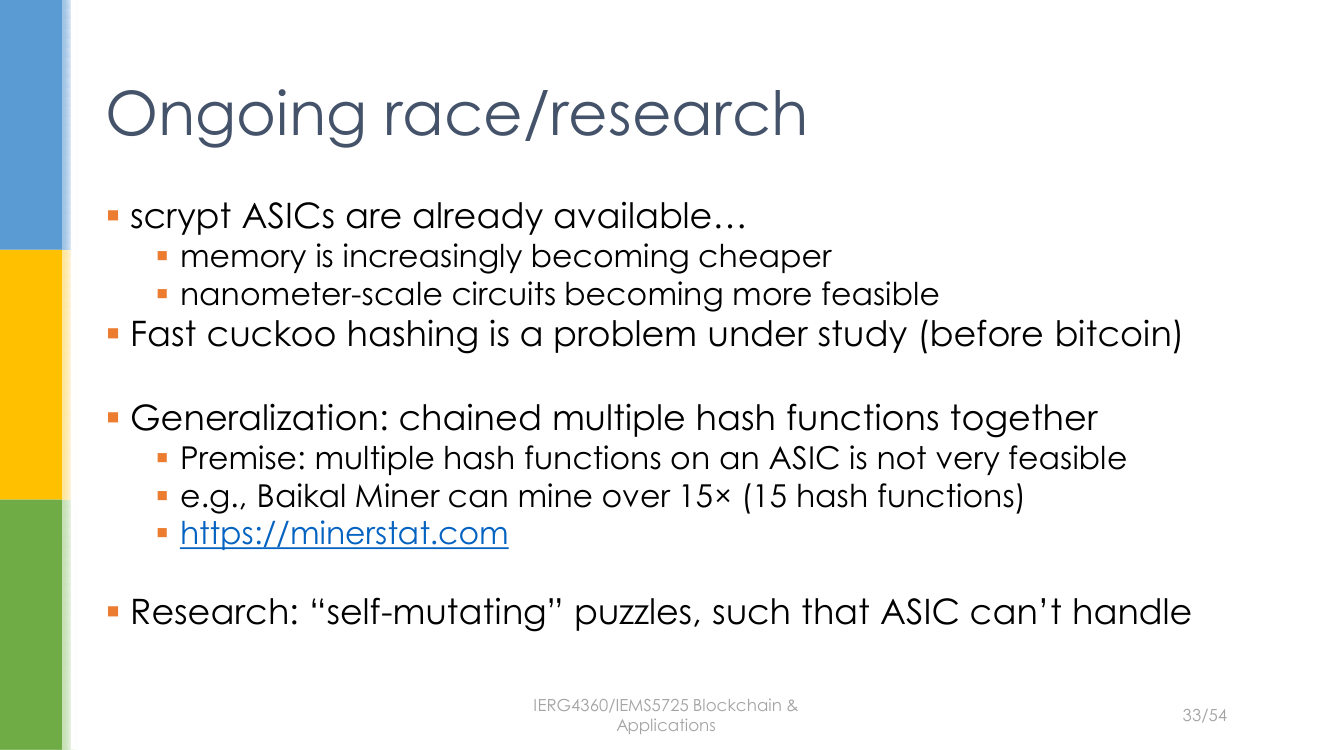 Ongoing race/research
▪ scrypt ASICs are already available…
▪ memory is increasingly becoming cheaper
▪ nanometer-scale circuits becoming more feasible
▪ Fast cuckoo hashing is a problem under study (before bitcoin)
▪ Generalization: chained multiple hash functions together
▪ Premise: multiple hash functions on an ASIC is not very feasible
▪ e.g., Baikal Miner can mine over 15× (15 hash functions)
▪ https://minerstat.com
▪ Research: “self-mutating” puzzles, such that ASIC can’t handle
IERG4360/IEMS5725 Blockchain &
Applications
33/54